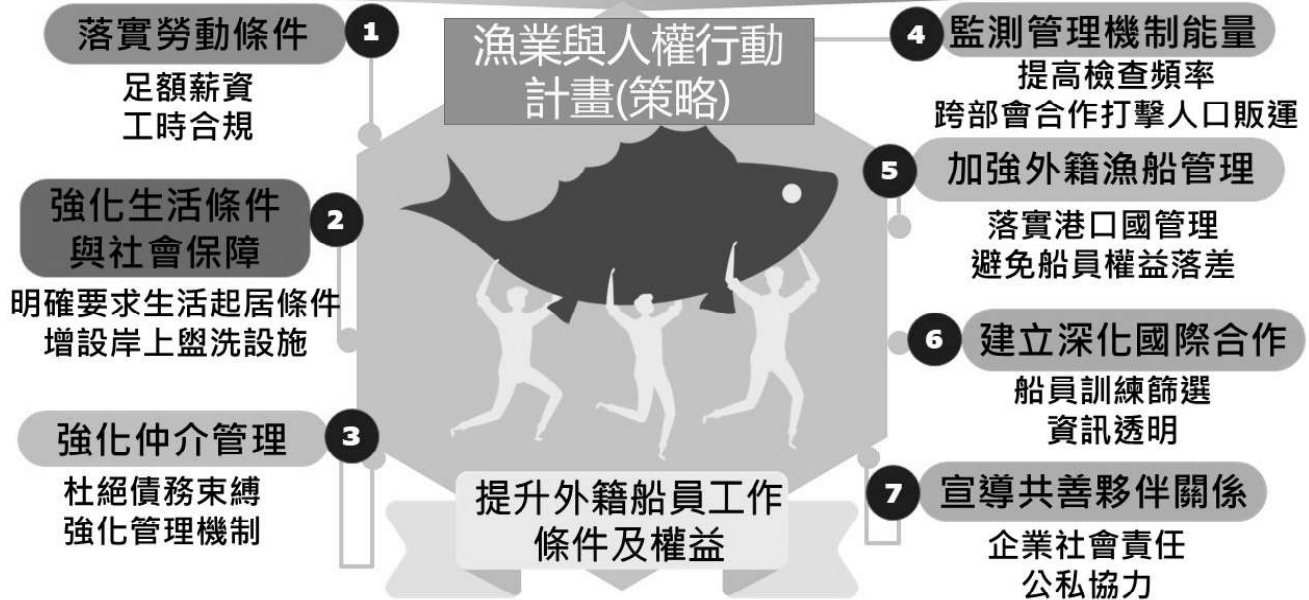 漁業與人權行動
計畫(策略)
1
落實勞動條件
足額薪資
工時合規
2
強化生活條件
與社會保障
明確要求生活起居條件
增設岸上盥洗設施
3
強化仲介管理
杜絕債務束縛
強化管理機制
4
監測管理機制能量
提高檢查頻率
跨部會合作打擊人口販運
5
加強外籍漁船管理
落實港口國管理
避免船員權益落差
6
建立深化國際合作
船員訓練篩選
資訊透明
7
宣導共善夥伴關係
企業社會責任
公私協力
提升外籍船員工作
條件及權益